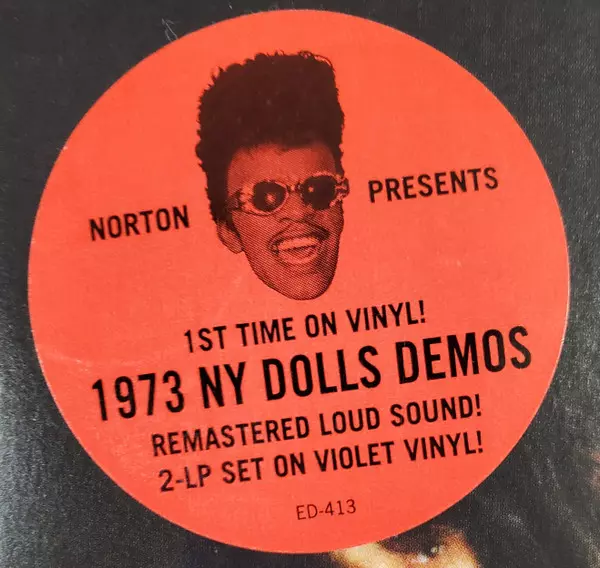 NORTON PRESENTS
1ST TIME ON VINYL!
1973 NY DOLLS DEMOS
REMASTERED LOUD SOUND!
2-LP SET ON VIOLET VINYL!
ED-413